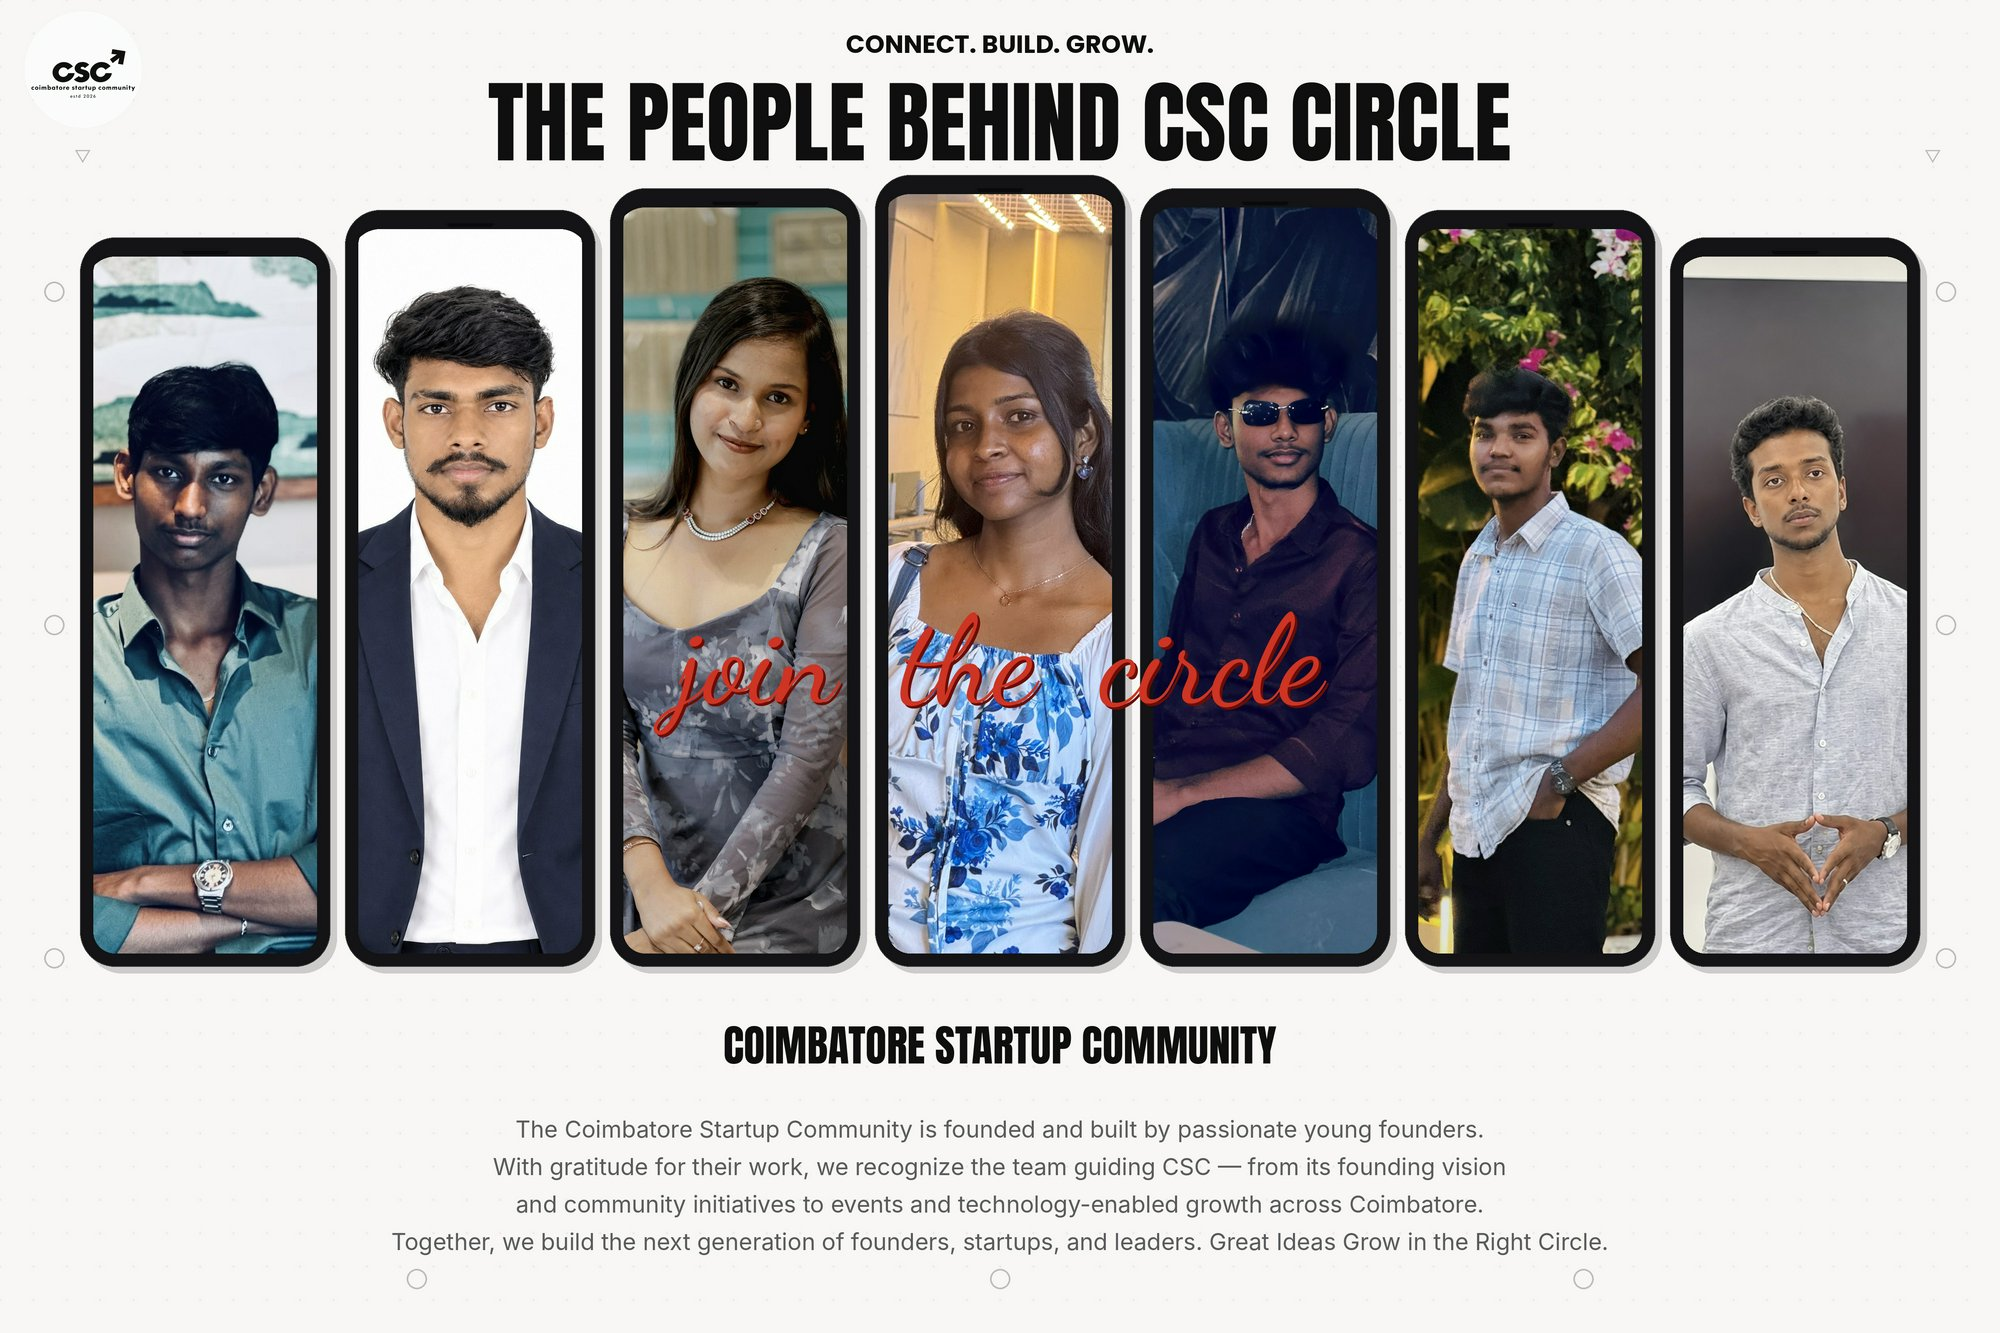 csc
coimbatore startup community
estd 2026
CONNECT. BUILD. GROW.
THE PEOPLE BEHIND CSC CIRCLE
join the circle
COIMBATORE STARTUP COMMUNITY
The Coimbatore Startup Community is founded and built by passionate young founders.
With gratitude for their work, we recognize the team guiding CSC — from its founding vision
and community initiatives to events and technology-enabled growth across Coimbatore.
Together, we build the next generation of founders, startups, and leaders. Great Ideas Grow in the Right Circle.